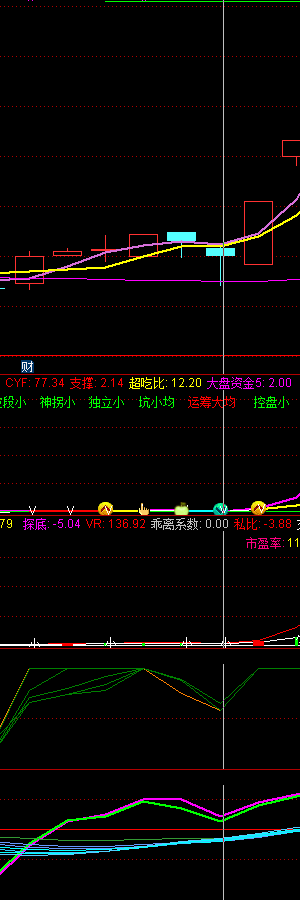 财
CYF: 77.34 支撑: 2.14 超吃比: 12.20 大盘资金5: 2.00
段小 神拐小 独立小 坑小均 运筹大均 控盘小
79 探底: -5.04 VR: 136.92 乖离系数: 0.00 私比: -3.88
市盈率: 11